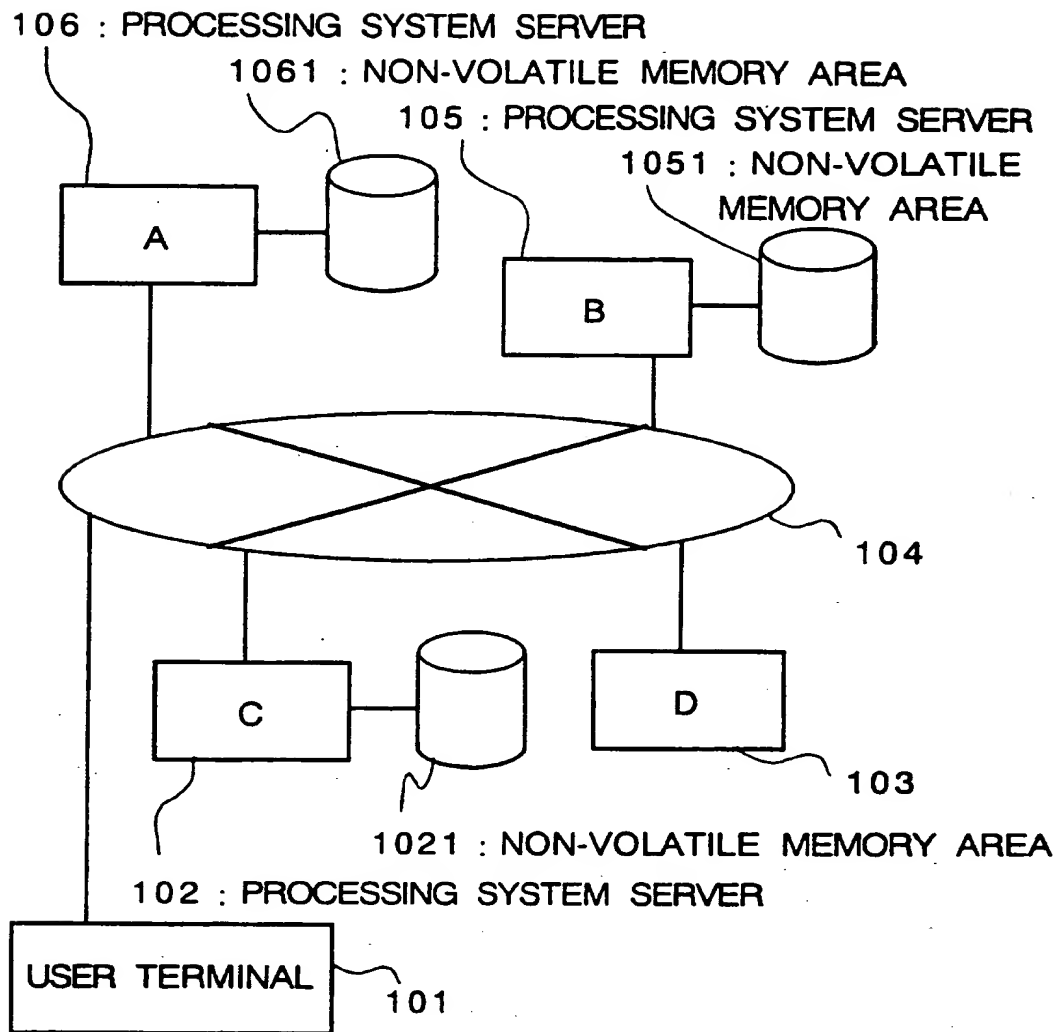 106 : PROCESSING SYSTEM SERVER
1061 : NON-VOLATILE MEMORY AREA
105 : PROCESSING SYSTEM SERVER
1051 : NON-VOLATILE
MEMORY AREA
A
B
104
C
D
103
1021 : NON-VOLATILE MEMORY AREA
102 : PROCESSING SYSTEM SERVER
USER TERMINAL
101